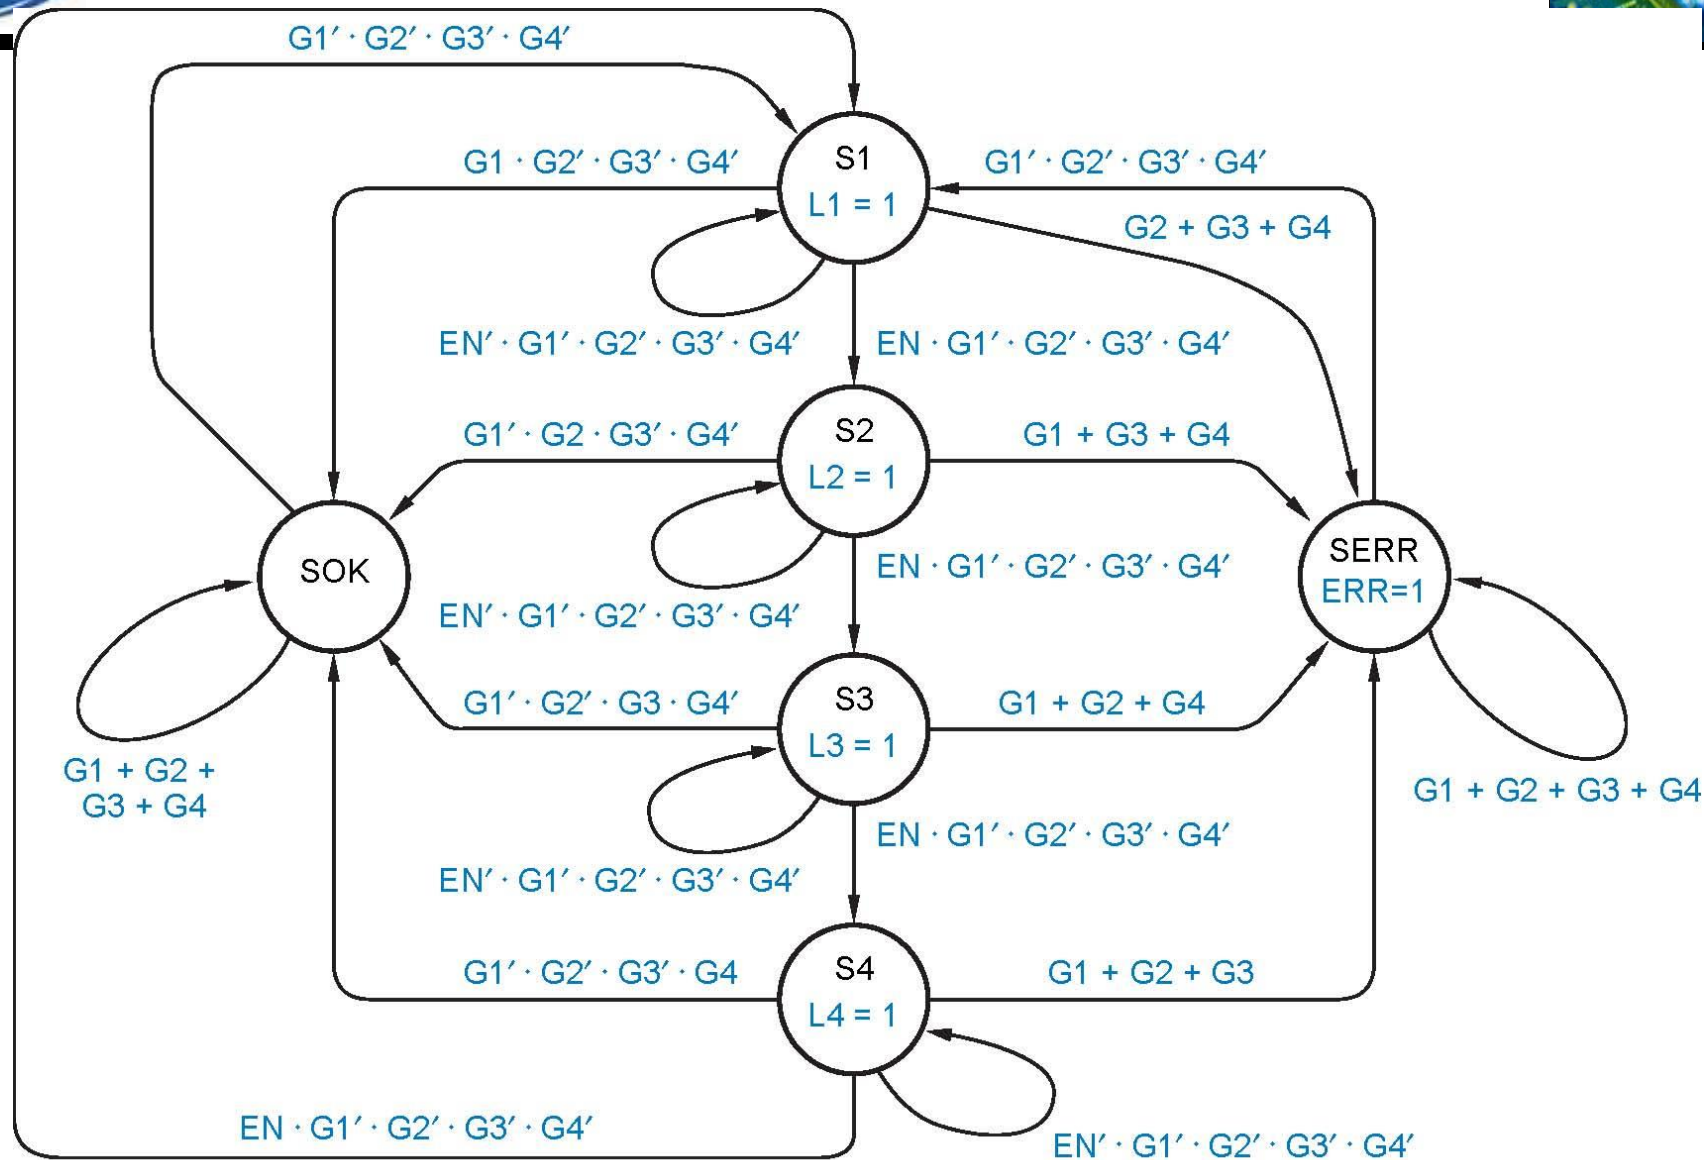 G1′ · G2′ · G3′ · G4′
S1
L1 = 1
G1 · G2′ · G3′ · G4′
G1′ · G2′ · G3′ · G4′
G2 + G3 + G4
EN′ · G1′ · G2′ · G3′ · G4′
EN · G1′ · G2′ · G3′ · G4′
S2
L2 = 1
G1′ · G2 · G3′ · G4′
G1 + G3 + G4
SOK
SERR
ERR=1
EN · G1′ · G2′ · G3′ · G4′
EN′ · G1′ · G2′ · G3′ · G4′
S3
L3 = 1
G1′ · G2′ · G3 · G4′
G1 + G2 + G4
G1 + G2 +
G3 + G4
G1 + G2 + G3 + G4
EN · G1′ · G2′ · G3′ · G4′
EN′ · G1′ · G2′ · G3′ · G4′
S4
L4 = 1
G1′ · G2′ · G3′ · G4
G1 + G2 + G3
EN · G1′ · G2′ · G3′ · G4′
EN′ · G1′ · G2′ · G3′ · G4′